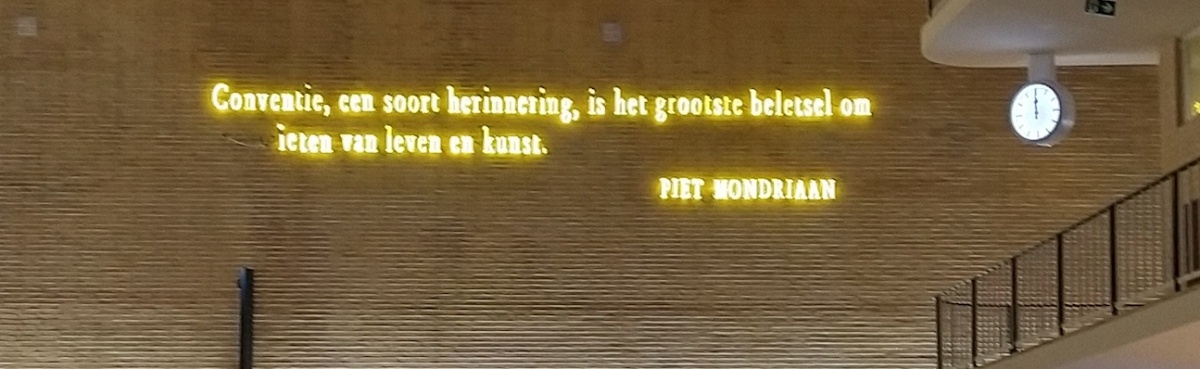 Conventie, een soort herinnering, is het grootste beletsel om
ieten van leven en kunst.
PIET MONDRIAAN